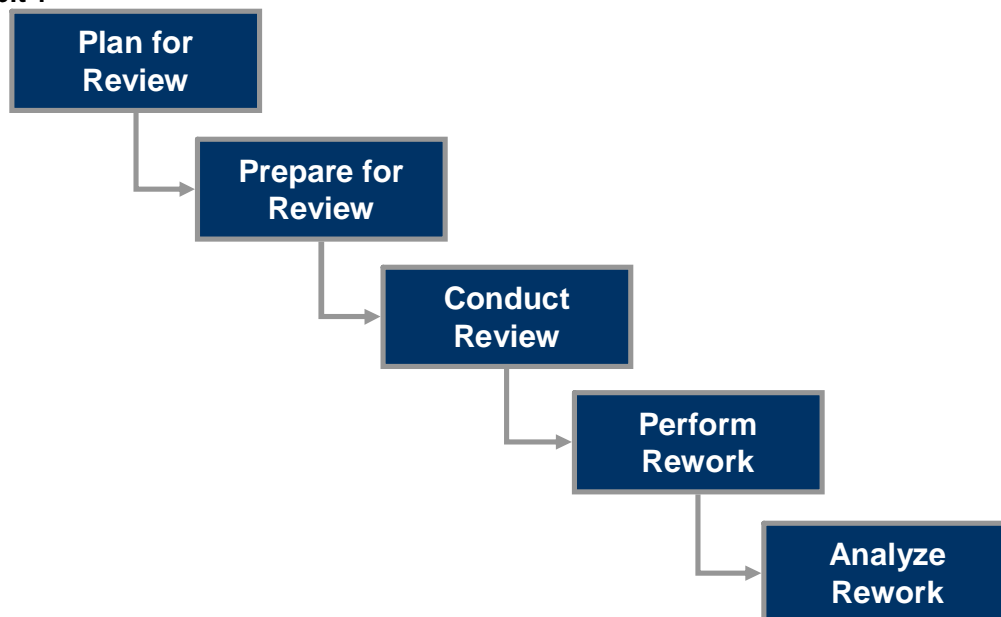 Plan for
Review
Prepare for
Review
Conduct
Review
Perform
Rework
Analyze
Rework